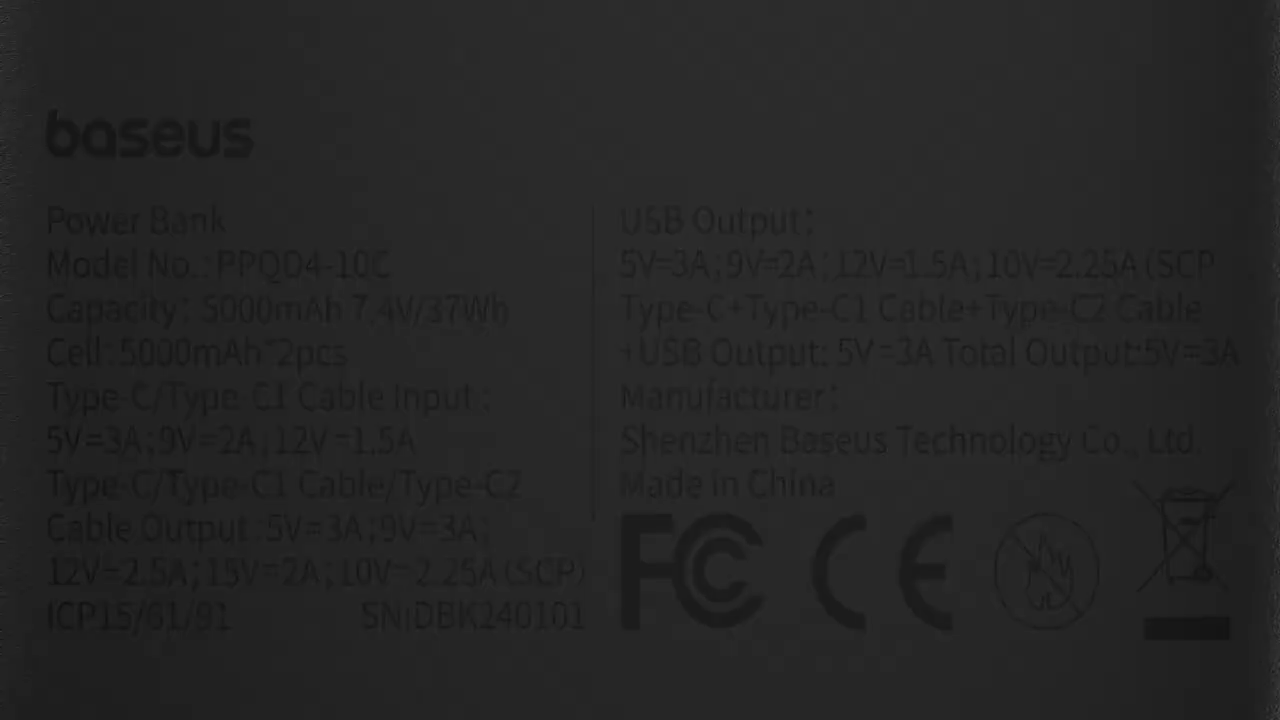 baseus
Power Bank
Model No.: PPQD4-10C
Capacity: 5000mAh 7.4V/37Wh
Cell:5000mAh*2pcs
Type-C/Type-C1 Cable Input :
5V=3A;9V=2A;12V=1.5A
Type-C/Type-C1 Cable/Type-C2
Cable Output :5V=3A;9V=3A;
12V=2.5A;15V=2A;10V=2.25A(SCP)
ICP15/61/91 SN:DBK240101
USB Output:
5V=3A;9V=2A;12V=1.5A;10V=2.25A (SCP
Type-C+Type-C1 Cable+Type-C2 Cable
+USB Output: 5V=3A Total Output:5V=3A
Manufacturer:
Shenzhen Baseus Technology Co., Ltd.
Made in China
FC CE